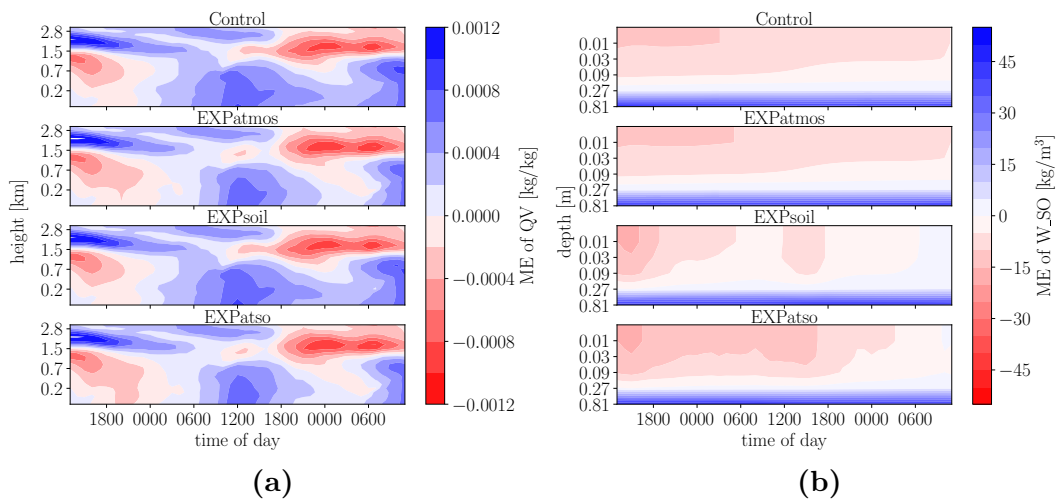 Control
2.8
1.5
0.7
0.2
EXPatmos
2.8
1.5
0.7
0.2
EXPsoil
2.8
1.5
0.7
0.2
EXPatso
2.8
1.5
0.7
0.2
height [km]
1800 0000 0600 1200 1800 0000 0600
time of day
0.0012
0.0008
0.0004
0.0000
−0.0004
−0.0008
−0.0012
ME of QV [kg/kg]
(a)
Control
0.01
0.03
0.09
0.27
0.81
EXPatmos
0.01
0.03
0.09
0.27
0.81
EXPsoil
0.01
0.03
0.09
0.27
0.81
EXPatso
0.01
0.03
0.09
0.27
0.81
depth [m]
1800 0000 0600 1200 1800 0000 0600
time of day
45
30
15
0
−15
−30
−45
ME of W_SO [kg/m³]
(b)